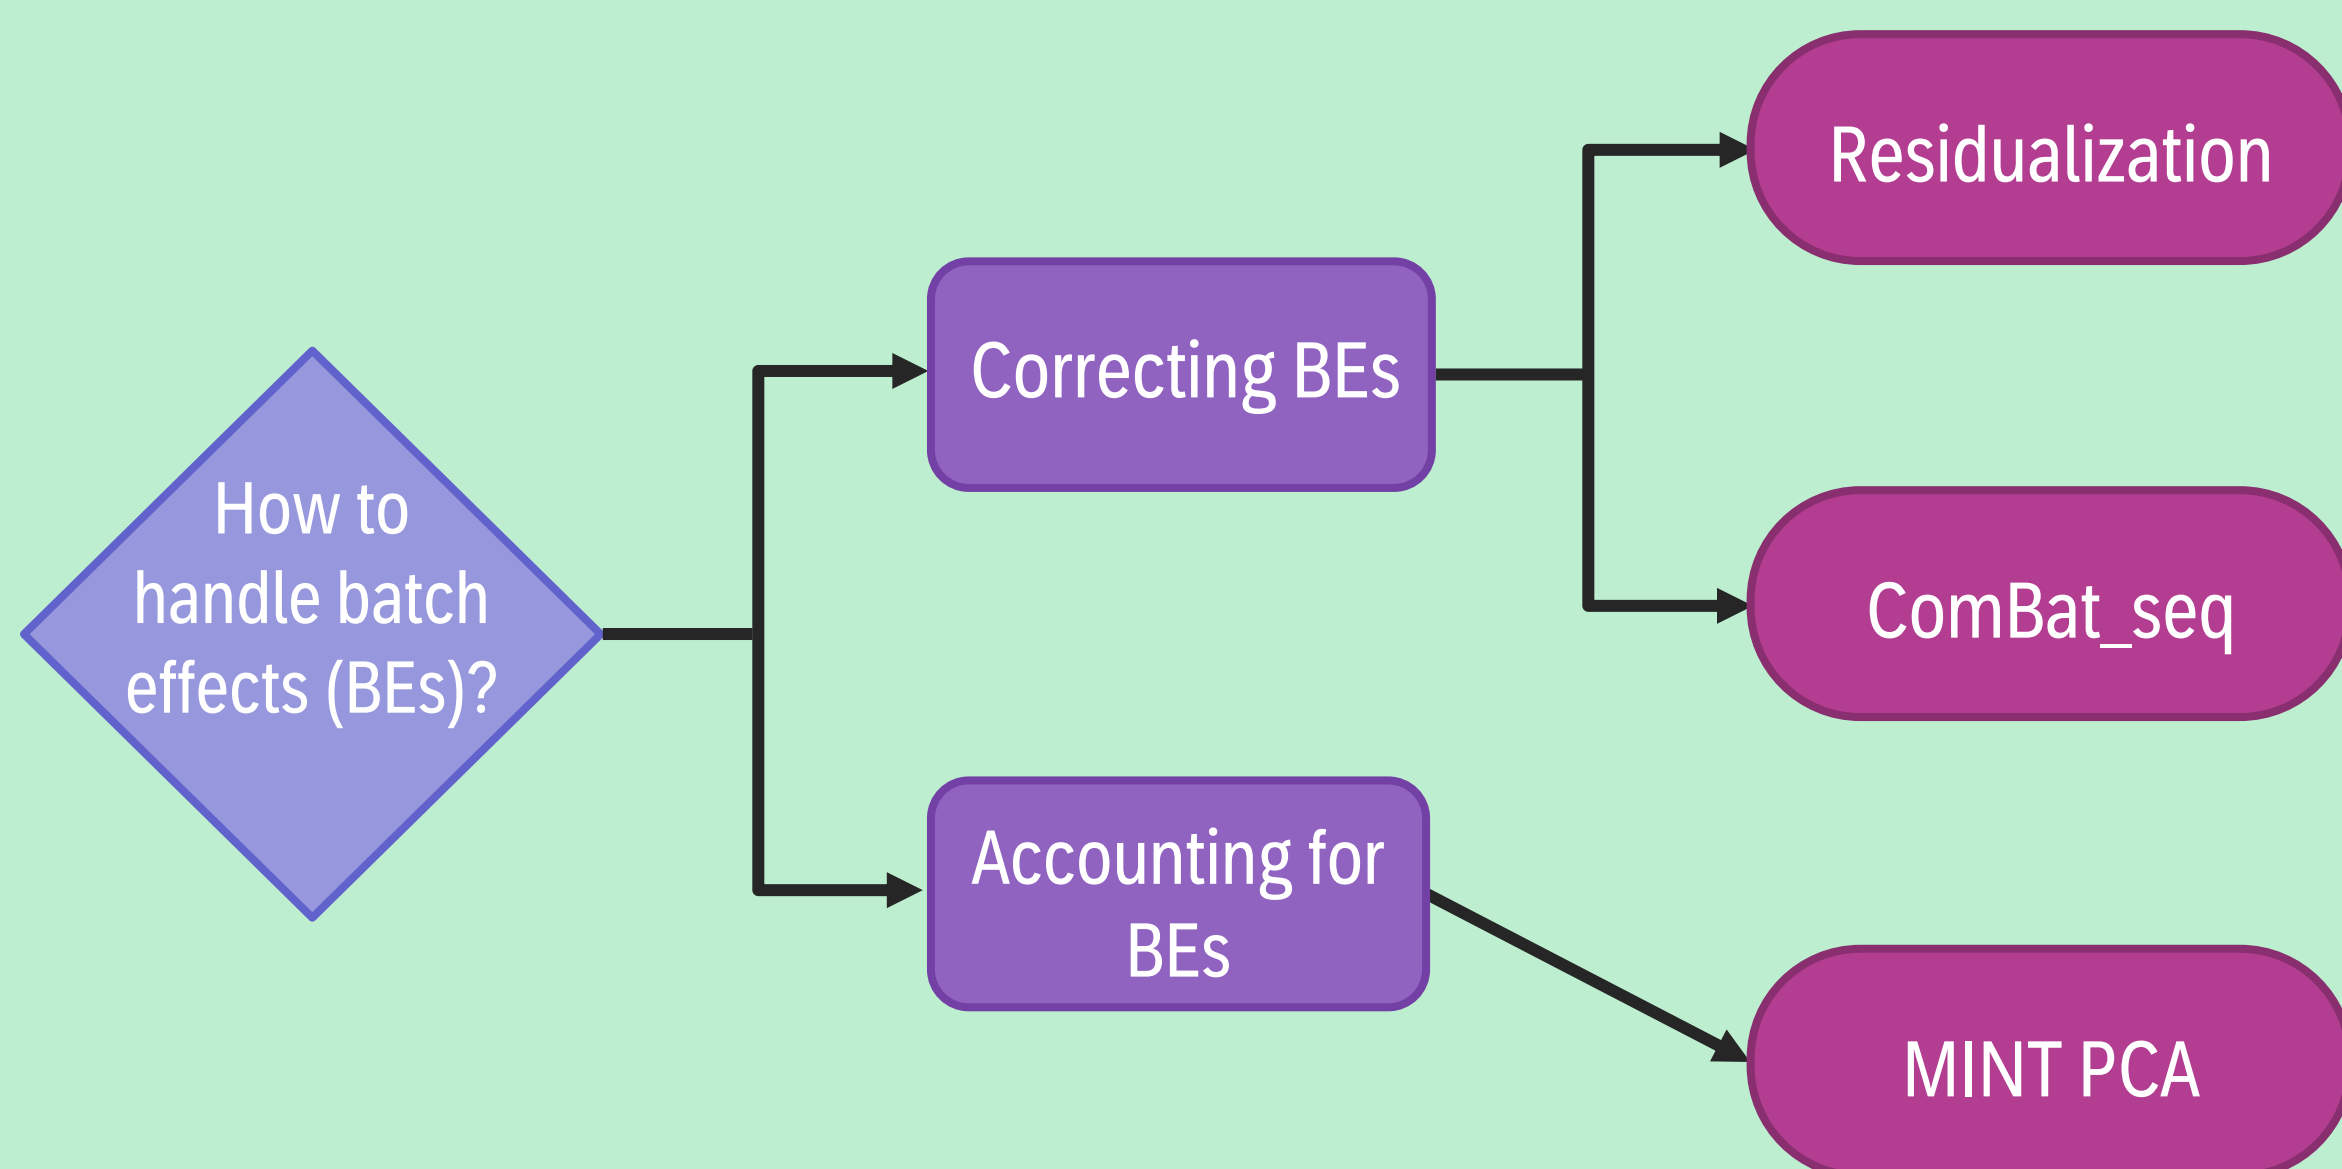 How to
handle batch
effects (BEs)?
Correcting BEs
Accounting for
BEs
Residualization
ComBat_seq
MINT PCA